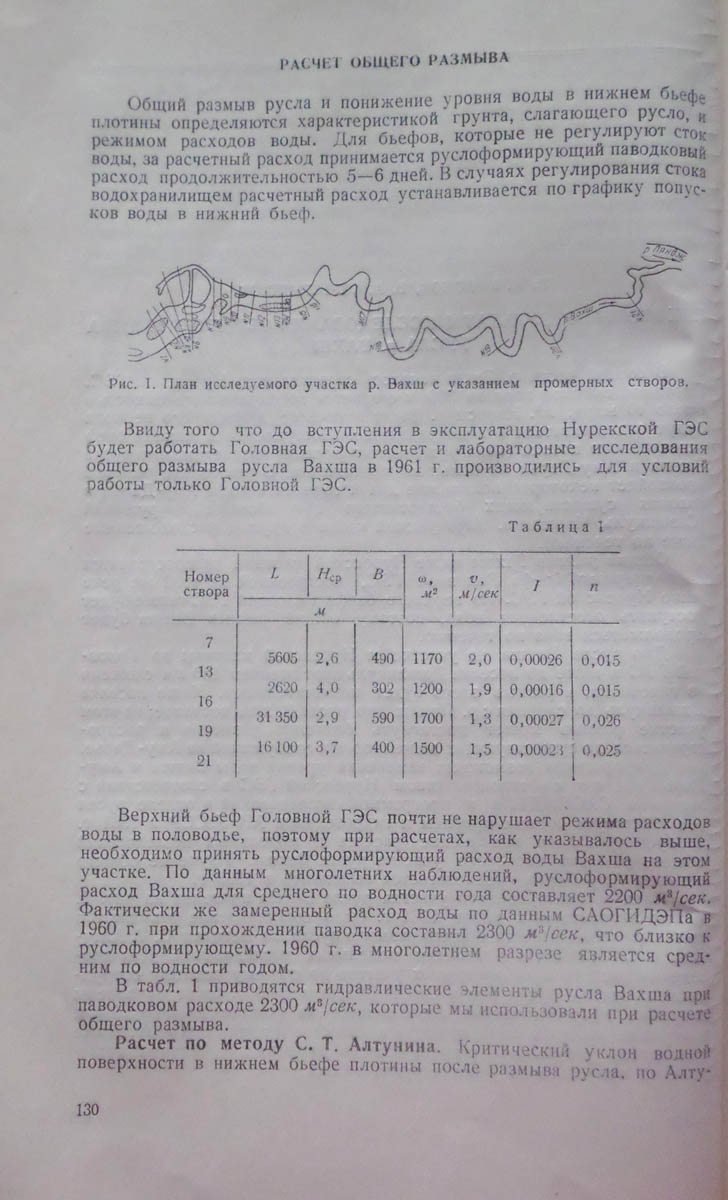 РАСЧЕТ ОБЩЕГО РАЗМЫВА
Общий размыв русла и понижение уровня воды в нижнем бьефе
плотины определяются характеристикой грунта, слагающего русло, и
режимом расходов воды. Для бьефов, которые не регулируют сток
воды, за расчетный расход принимается руслоформирующий паводковый
расход продолжительностью 5—6 дней. В случаях регулирования стока
водохранилищем расчетный расход устанавливается по графику попус-
ков воды в нижний бьеф.
р. Пяндж
р. Вахш
Рис. 1. План исследуемого участка р. Вахш с указанием промерных створов.
Ввиду того что до вступления в эксплуатацию Нурекской ГЭС
будет работать Головная ГЭС, расчет и лабораторные исследования
общего размыва русла Вахша в 1961 г. производились для условий
работы только Головной ГЭС.
Таблица 1
Номер створа L Hср B ω, м² v, м/сек I n
м
7
5605 2,6 490 1170 2,0 0,00026 0,015
13
2620 4,0 302 1200 1,9 0,00016 0,015
16
31 350 2,9 590 1700 1,3 0,00027 0,026
19
16 100 3,7 400 1500 1,5 0,025
21
Верхний бьеф Головной ГЭС почти не нарушает режима расходов
воды в половодье, поэтому при расчетах, как указывалось выше,
необходимо принять руслоформирующий расход воды Вахша на этом
участке. По данным многолетних наблюдений, руслоформирующий
расход Вахша для среднего по водности года составляет 2200 м³/сек.
Фактически же замеренный расход воды по данным САОГИДЭПа в
1960 г. при прохождении паводка составил 2300 м³/сек, что близко к
руслоформирующему. 1960 г. в многолетнем разрезе является сред-
ним по водности годом.
В табл. 1 приводятся гидравлические элементы русла Вахша при
паводковом расходе 2300 м³/сек, которые мы использовали при расчете
общего размыва.
Расчет по методу С. Т. Алтунина. Критический уклон водной
поверхности в нижнем бьефе плотины после размыва русла, по Алту-
130